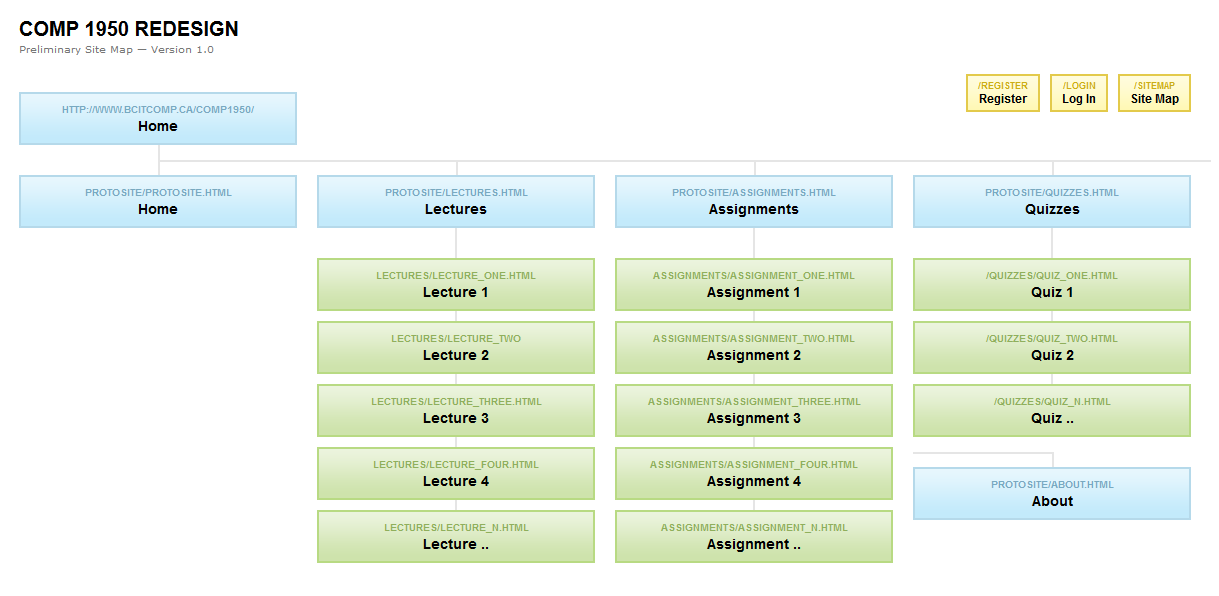 COMP 1950 REDESIGN
Preliminary Site Map — Version 1.0
/REGISTER
Register
/LOGIN
Log In
/SITEMAP
Site Map
HTTP://WWW.BCITCOMP.CA/COMP1950/
Home
PROTOSITE/PROTOSITE.HTML
Home
PROTOSITE/LECTURES.HTML
Lectures
PROTOSITE/ASSIGNMENTS.HTML
Assignments
PROTOSITE/QUIZZES.HTML
Quizzes
LECTURES/LECTURE_ONE.HTML
Lecture 1
LECTURES/LECTURE_TWO
Lecture 2
LECTURES/LECTURE_THREE.HTML
Lecture 3
LECTURES/LECTURE_FOUR.HTML
Lecture 4
LECTURES/LECTURE_N.HTML
Lecture ..
ASSIGNMENTS/ASSIGNMENT_ONE.HTML
Assignment 1
ASSIGNMENTS/ASSIGNMENT_TWO.HTML
Assignment 2
ASSIGNMENTS/ASSIGNMENT_THREE.HTML
Assignment 3
ASSIGNMENTS/ASSIGNMENT_FOUR.HTML
Assignment 4
ASSIGNMENTS/ASSIGNMENT_N.HTML
Assignment ..
/QUIZZES/QUIZ_ONE.HTML
Quiz 1
/QUIZZES/QUIZ_TWO.HTML
Quiz 2
/QUIZZES/QUIZ_N.HTML
Quiz ..
PROTOSITE/ABOUT.HTML
About